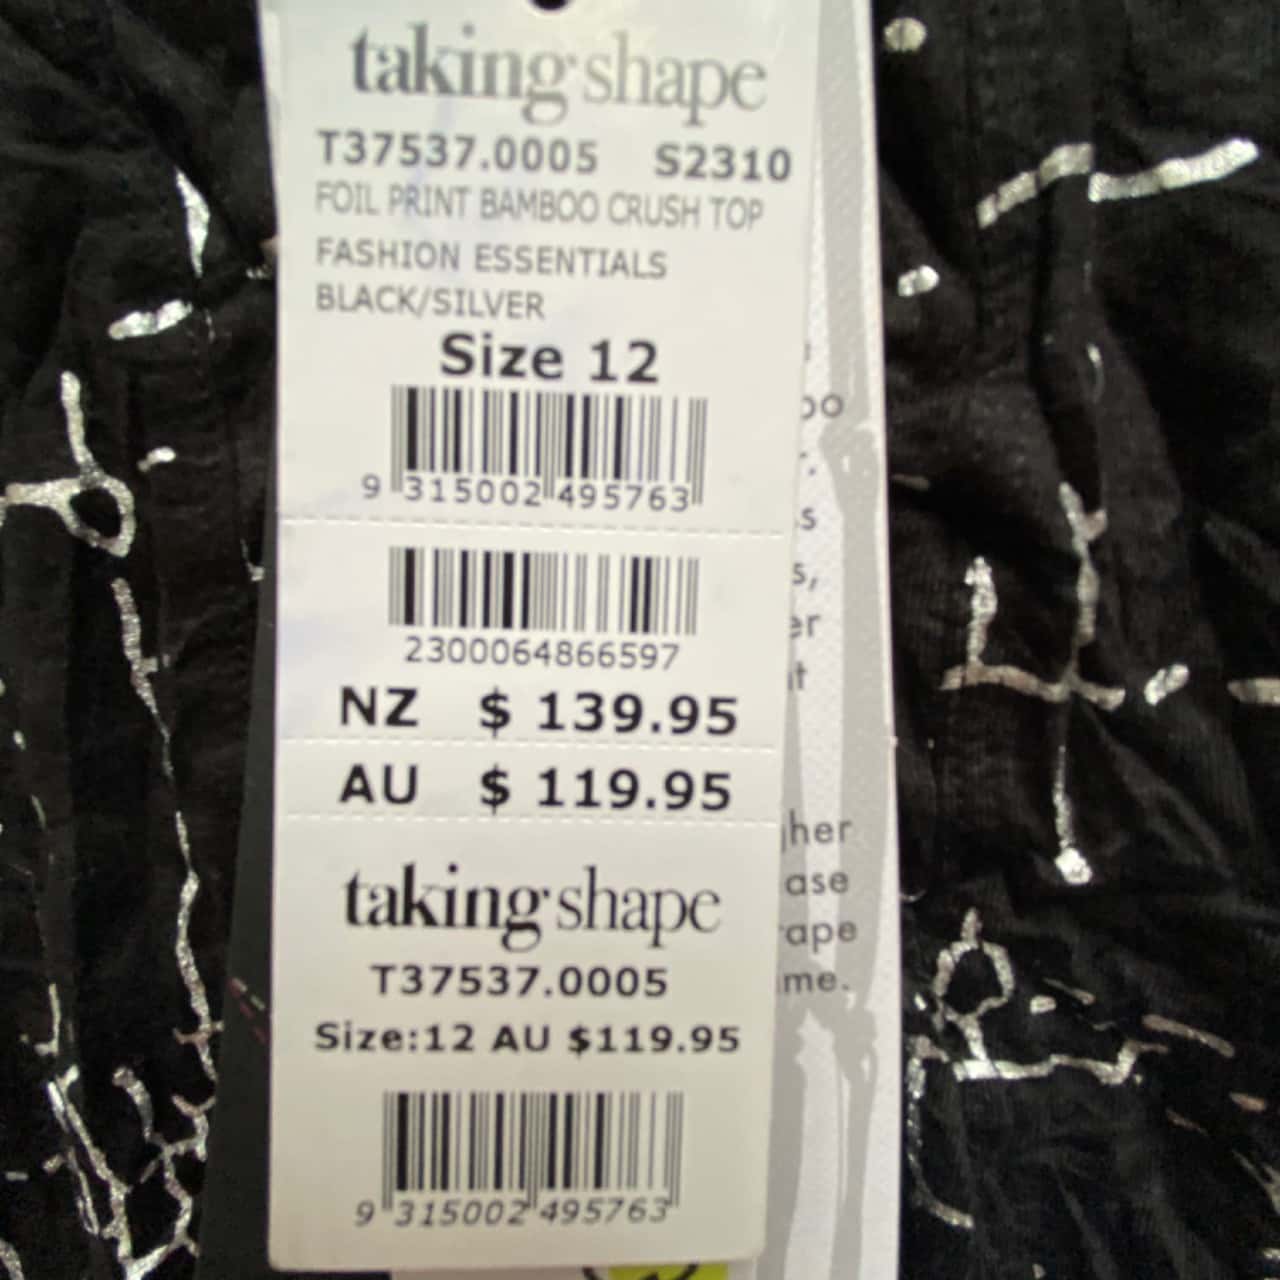 taking shape
T37537.0005 S2310
FOIL PRINT BAMBOO CRUSH TOP
FASHION ESSENTIALS
BLACK/SILVER
Size 12
9 315002 495763
2300064866597
NZ $ 139.95
AU $ 119.95
taking shape
T37537.0005
Size:12 AU $119.95
9 315002 495763